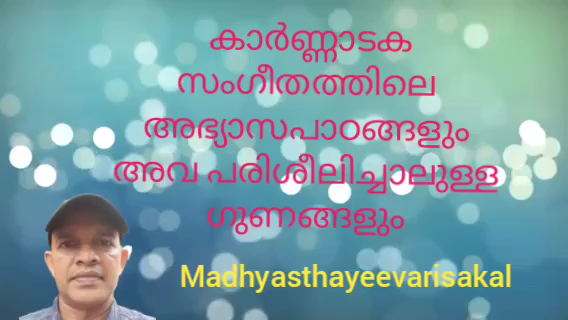 കാർണ്ണാടക
സംഗീതത്തിലെ
അഭ്യാസപാഠങ്ങളും
അവ പരിശീലിച്ചാലുള്ള
ഗുണങ്ങളും
Madhyasthayeevarisakal